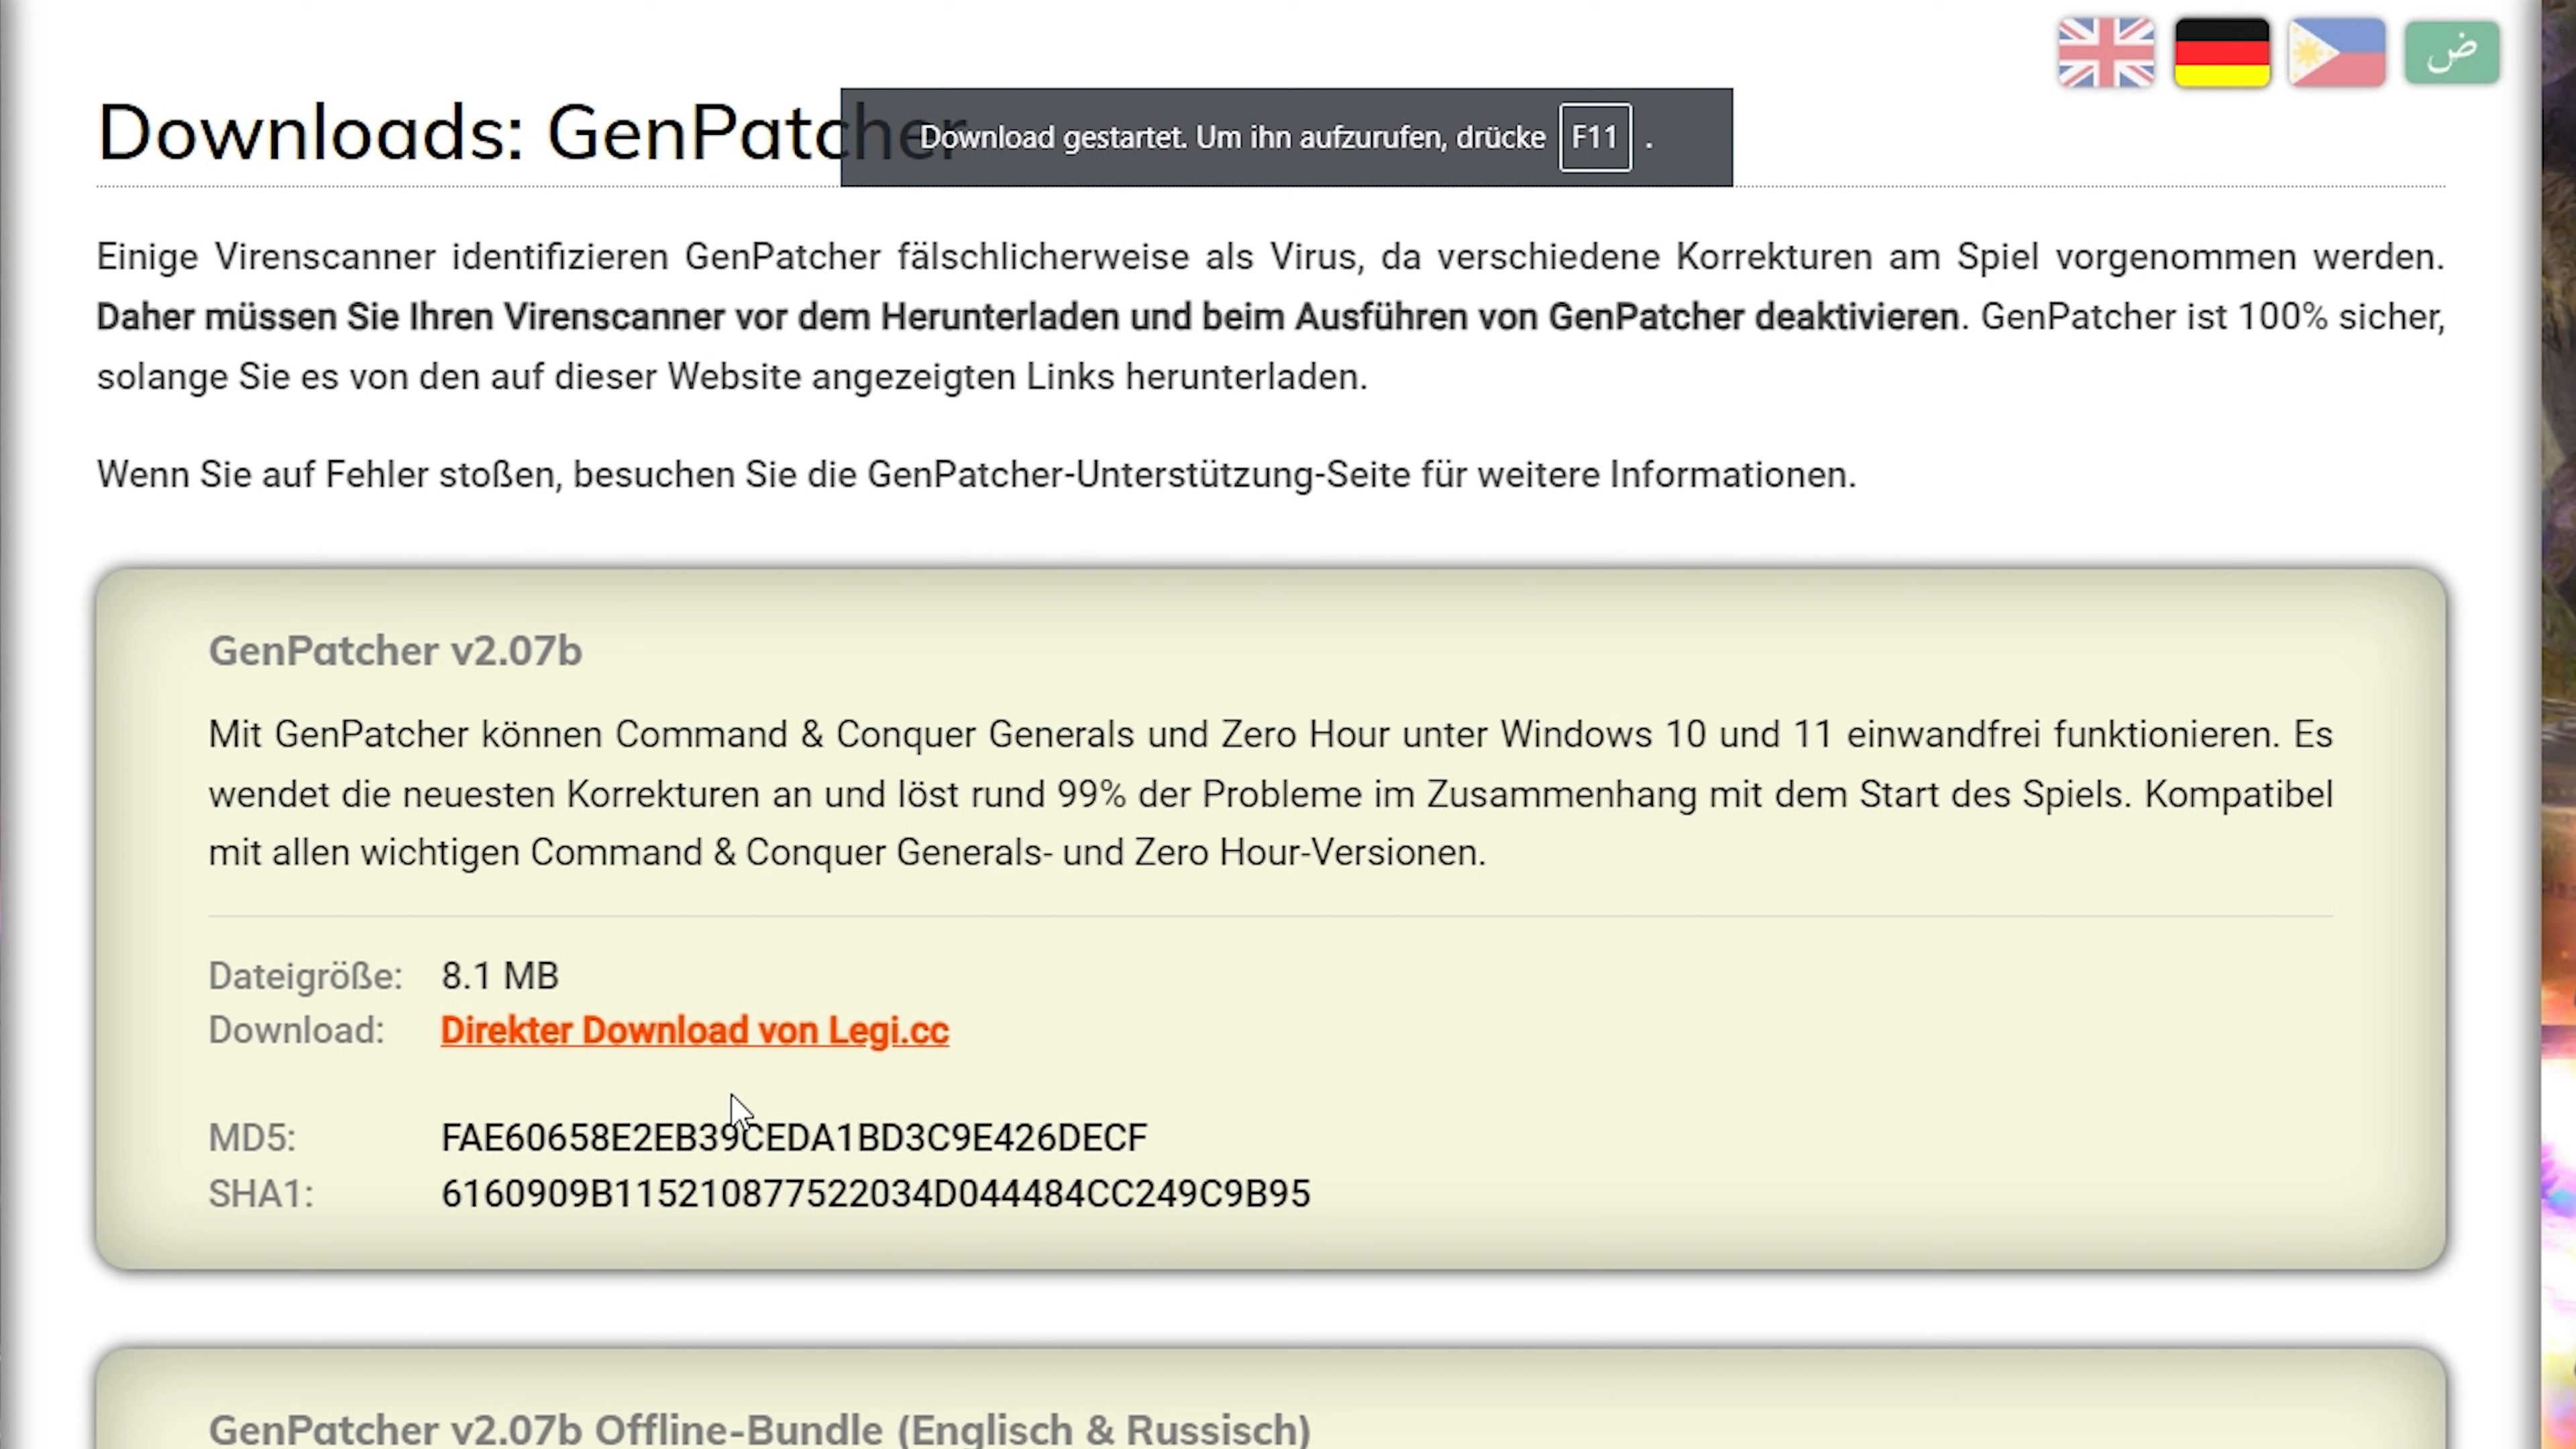 ض
Downloads: GenPatcher
Download gestartet. Um ihn aufzurufen, drücke F11 .
Einige Virenscanner identifizieren GenPatcher fälschlicherweise als Virus, da verschiedene Korrekturen am Spiel vorgenommen werden.
Daher müssen Sie Ihren Virenscanner vor dem Herunterladen und beim Ausführen von GenPatcher deaktivieren. GenPatcher ist 100% sicher,
solange Sie es von den auf dieser Website angezeigten Links herunterladen.
Wenn Sie auf Fehler stoßen, besuchen Sie die GenPatcher-Unterstützung-Seite für weitere Informationen.
GenPatcher v2.07b
Mit GenPatcher können Command & Conquer Generals und Zero Hour unter Windows 10 und 11 einwandfrei funktionieren. Es
wendet die neuesten Korrekturen an und löst rund 99% der Probleme im Zusammenhang mit dem Start des Spiels. Kompatibel
mit allen wichtigen Command & Conquer Generals- und Zero Hour-Versionen.
Dateigröße: 8.1 MB
Download: Direkter Download von Legi.cc
MD5: FAE60658E2EB39CEDA1BD3C9E426DECF
SHA1: 6160909B115210877522034D044484CC249C9B95
GenPatcher v2.07b Offline-Bundle (Englisch & Russisch)